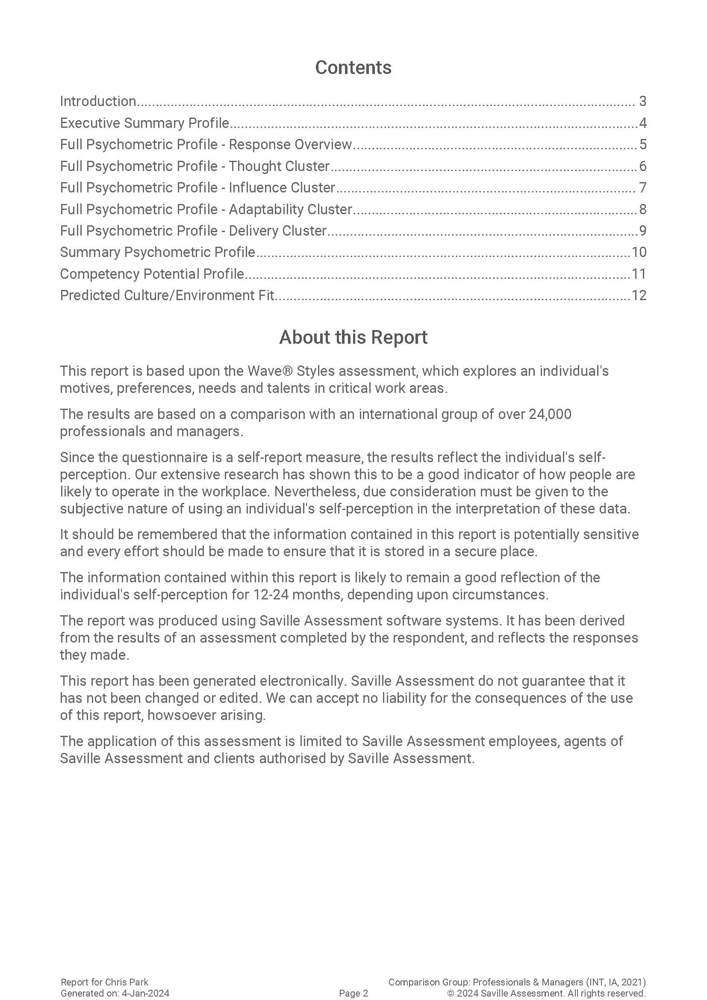 Contents
Introduction 3
Executive Summary Profile 4
Full Psychometric Profile - Response Overview 5
Full Psychometric Profile - Thought Cluster 6
Full Psychometric Profile - Influence Cluster 7
Full Psychometric Profile - Adaptability Cluster 8
Full Psychometric Profile - Delivery Cluster 9
Summary Psychometric Profile 10
Competency Potential Profile 11
Predicted Culture/Environment Fit 12
About this Report
This report is based upon the Wave® Styles assessment, which explores an individual's
motives, preferences, needs and talents in critical work areas.
The results are based on a comparison with an international group of over 24,000
professionals and managers.
Since the questionnaire is a self-report measure, the results reflect the individual's self-
perception. Our extensive research has shown this to be a good indicator of how people are
likely to operate in the workplace. Nevertheless, due consideration must be given to the
subjective nature of using an individual's self-perception in the interpretation of these data.
It should be remembered that the information contained in this report is potentially sensitive
and every effort should be made to ensure that it is stored in a secure place.
The information contained within this report is likely to remain a good reflection of the
individual's self-perception for 12-24 months, depending upon circumstances.
The report was produced using Saville Assessment software systems. It has been derived
from the results of an assessment completed by the respondent, and reflects the responses
they made.
This report has been generated electronically. Saville Assessment do not guarantee that it
has not been changed or edited. We can accept no liability for the consequences of the use
of this report, howsoever arising.
The application of this assessment is limited to Saville Assessment employees, agents of
Saville Assessment and clients authorised by Saville Assessment.
Report for Chris Park
Comparison Group: Professionals & Managers (INT, IA, 2021)
Generated on: 4-Jan-2024
Page 2
© 2024 Saville Assessment. All rights reserved.